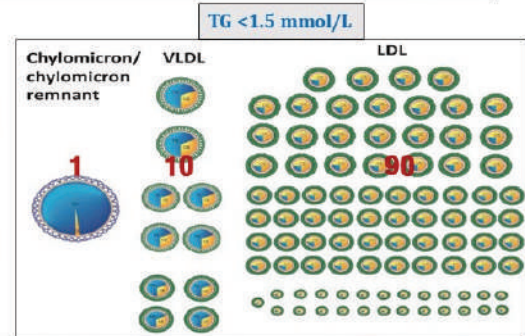 TG <1.5 mmol/L
Chylomicron/
chylomicron
remnant
VLDL
LDL
1
10
90